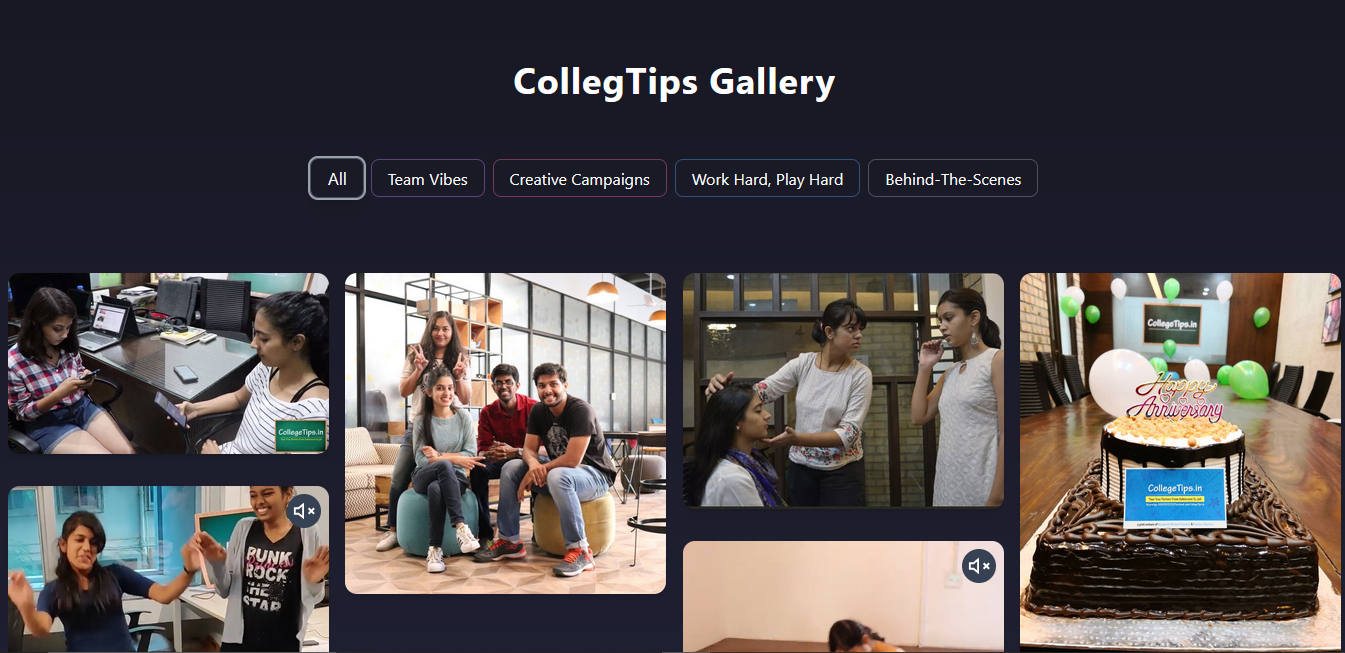 CollegTips Gallery
All
Team Vibes
Creative Campaigns
Work Hard, Play Hard
Behind-The-Scenes
CollegeTips.in
CollegeTips.in
Happy
Anniversary
CollegeTips.in
PUNK
ROCK
THE
STAR